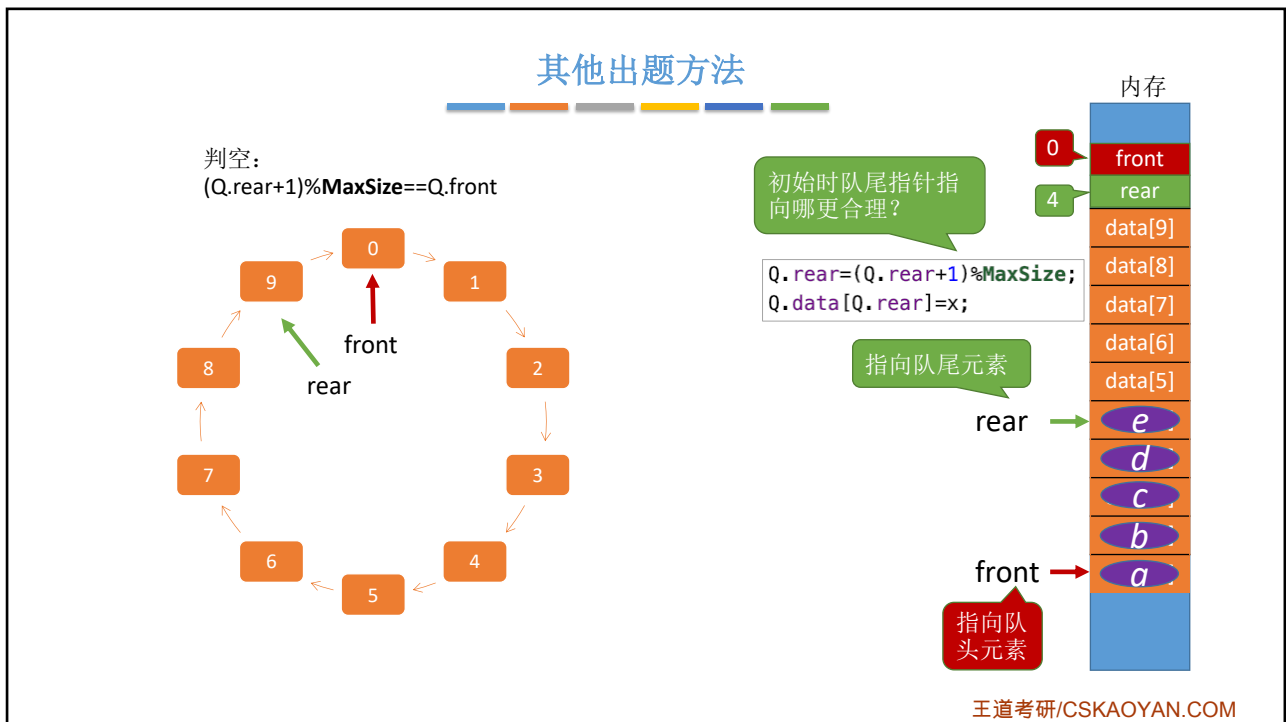 其他出题方法
判空：
(Q.rear+1)%MaxSize==Q.front
0
1
2
3
4
5
6
7
8
9
front
rear
初始时队尾指针指
向哪更合理？
Q.rear=(Q.rear+1)%MaxSize;
Q.data[Q.rear]=x;
指向队尾元素
rear
front
指向队
头元素
内存
0
front
4
rear
data[9]
data[8]
data[7]
data[6]
data[5]
e
d
c
b
a
王道考研/CSKAOYAN.COM